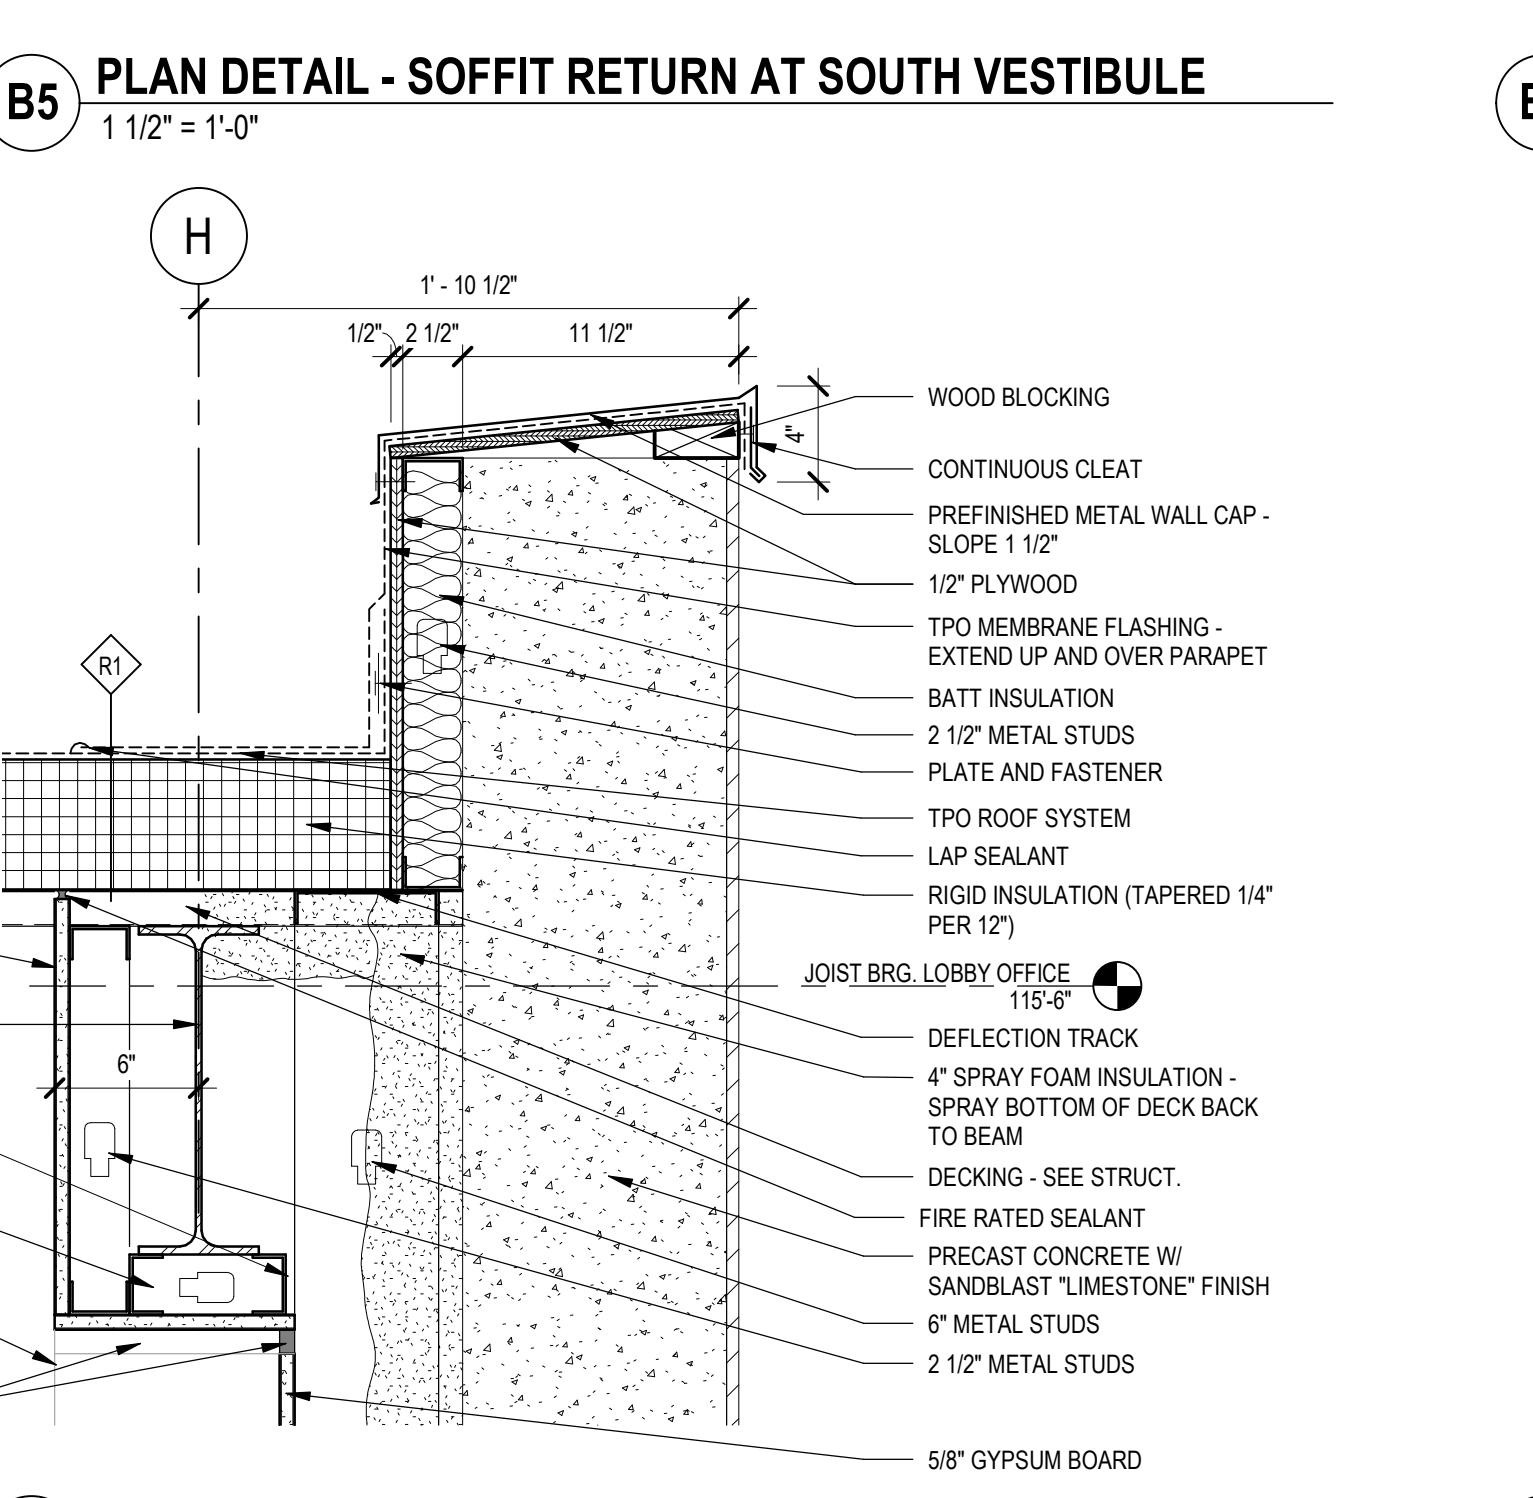 B5
PLAN DETAIL - SOFFIT RETURN AT SOUTH VESTIBULE
1 1/2" = 1'-0"
H
1' - 10 1/2"
1/2"
2 1/2"
11 1/2"
4"
WOOD BLOCKING
CONTINUOUS CLEAT
PREFINISHED METAL WALL CAP -
SLOPE 1 1/2"
1/2" PLYWOOD
TPO MEMBRANE FLASHING -
EXTEND UP AND OVER PARAPET
R1
BATT INSULATION
2 1/2" METAL STUDS
PLATE AND FASTENER
TPO ROOF SYSTEM
LAP SEALANT
RIGID INSULATION (TAPERED 1/4"
PER 12")
JOIST BRG. LOBBY OFFICE
115'-6"
DEFLECTION TRACK
6"
4" SPRAY FOAM INSULATION -
SPRAY BOTTOM OF DECK BACK
TO BEAM
DECKING - SEE STRUCT.
FIRE RATED SEALANT
PRECAST CONCRETE W/
SANDBLAST "LIMESTONE" FINISH
6" METAL STUDS
2 1/2" METAL STUDS
5/8" GYPSUM BOARD